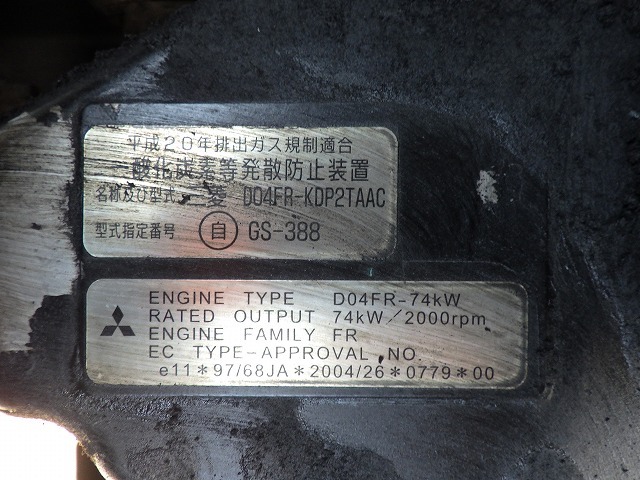 平成20年排出ガス規制適合
一酸化炭素等発散防止装置
名称及び型式 三菱 D04FR-KDP2TAAC
型式指定番号 自 GS-388
ENGINE TYPE D04FR-74kW
RATED OUTPUT 74kW/2000rpm
ENGINE FAMILY FR
EC TYPE-APPROVAL NO.
e11*97/68JA*2004/26*0779*00